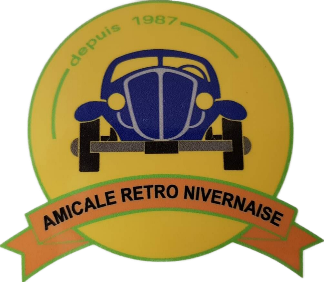 depuis 1987
AMICALE RETRO NIVERNAISE